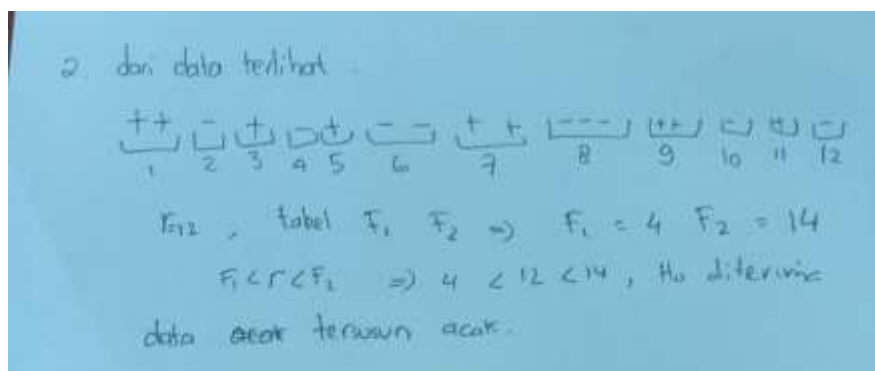 2. dari data terlihat.
++ - + - + -- ++ --- ++ - + -
1 2 3 4 5 6 7 8 9 10 11 12
r=12, tabel F₁ F₂ => F₁ = 4 F₂ = 14
F₁<r<F₂ => 4 < 12 < 14, Ho diterima
data acak tersusun acak.